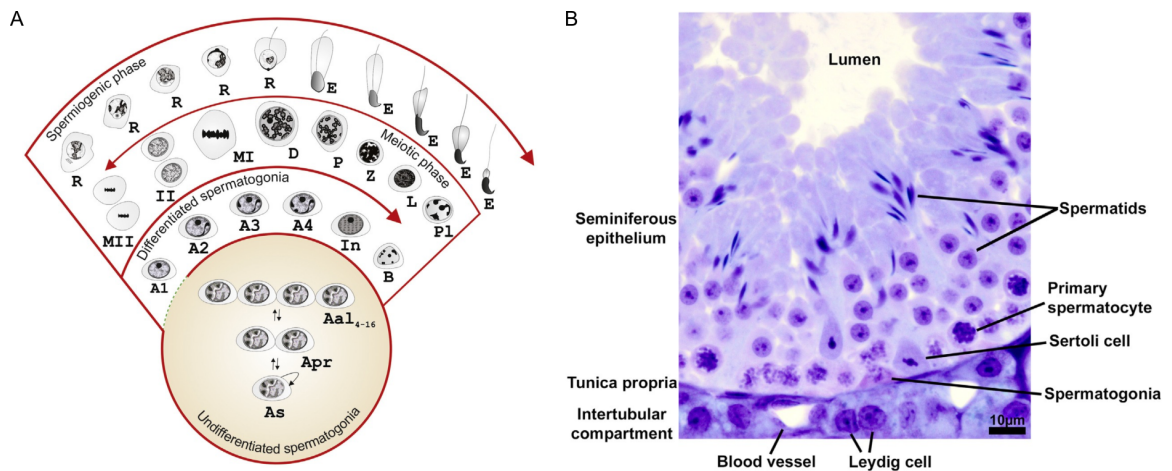 A
Spermiogenic phase
R
R
R
R
R
E
E
E
E
E
Meiotic phase
MII
II
MI
D
P
Z
L
Pl
Differentiated spermatogonia
A1
A2
A3
A4
In
B
Aal4-16
Apr
As
Undifferentiated spermatogonia
B
Lumen
Seminiferous
epithelium
Spermatids
Primary
spermatocyte
Sertoli cell
Tunica propria
Spermatogonia
Intertubular
compartment
10μm
Blood vessel
Leydig cell